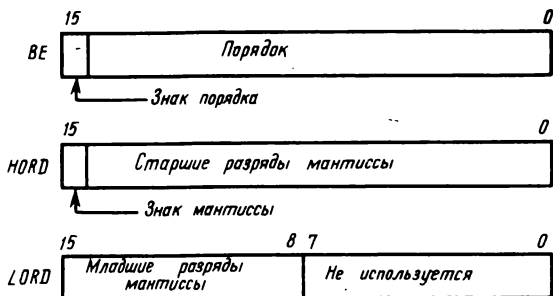 15 0
BE Порядок
Знак порядка
15 0
HORD Старшие разряды мантиссы
Знак мантиссы
15 8 7 0
LORD Младшие разряды мантиссы Не используется